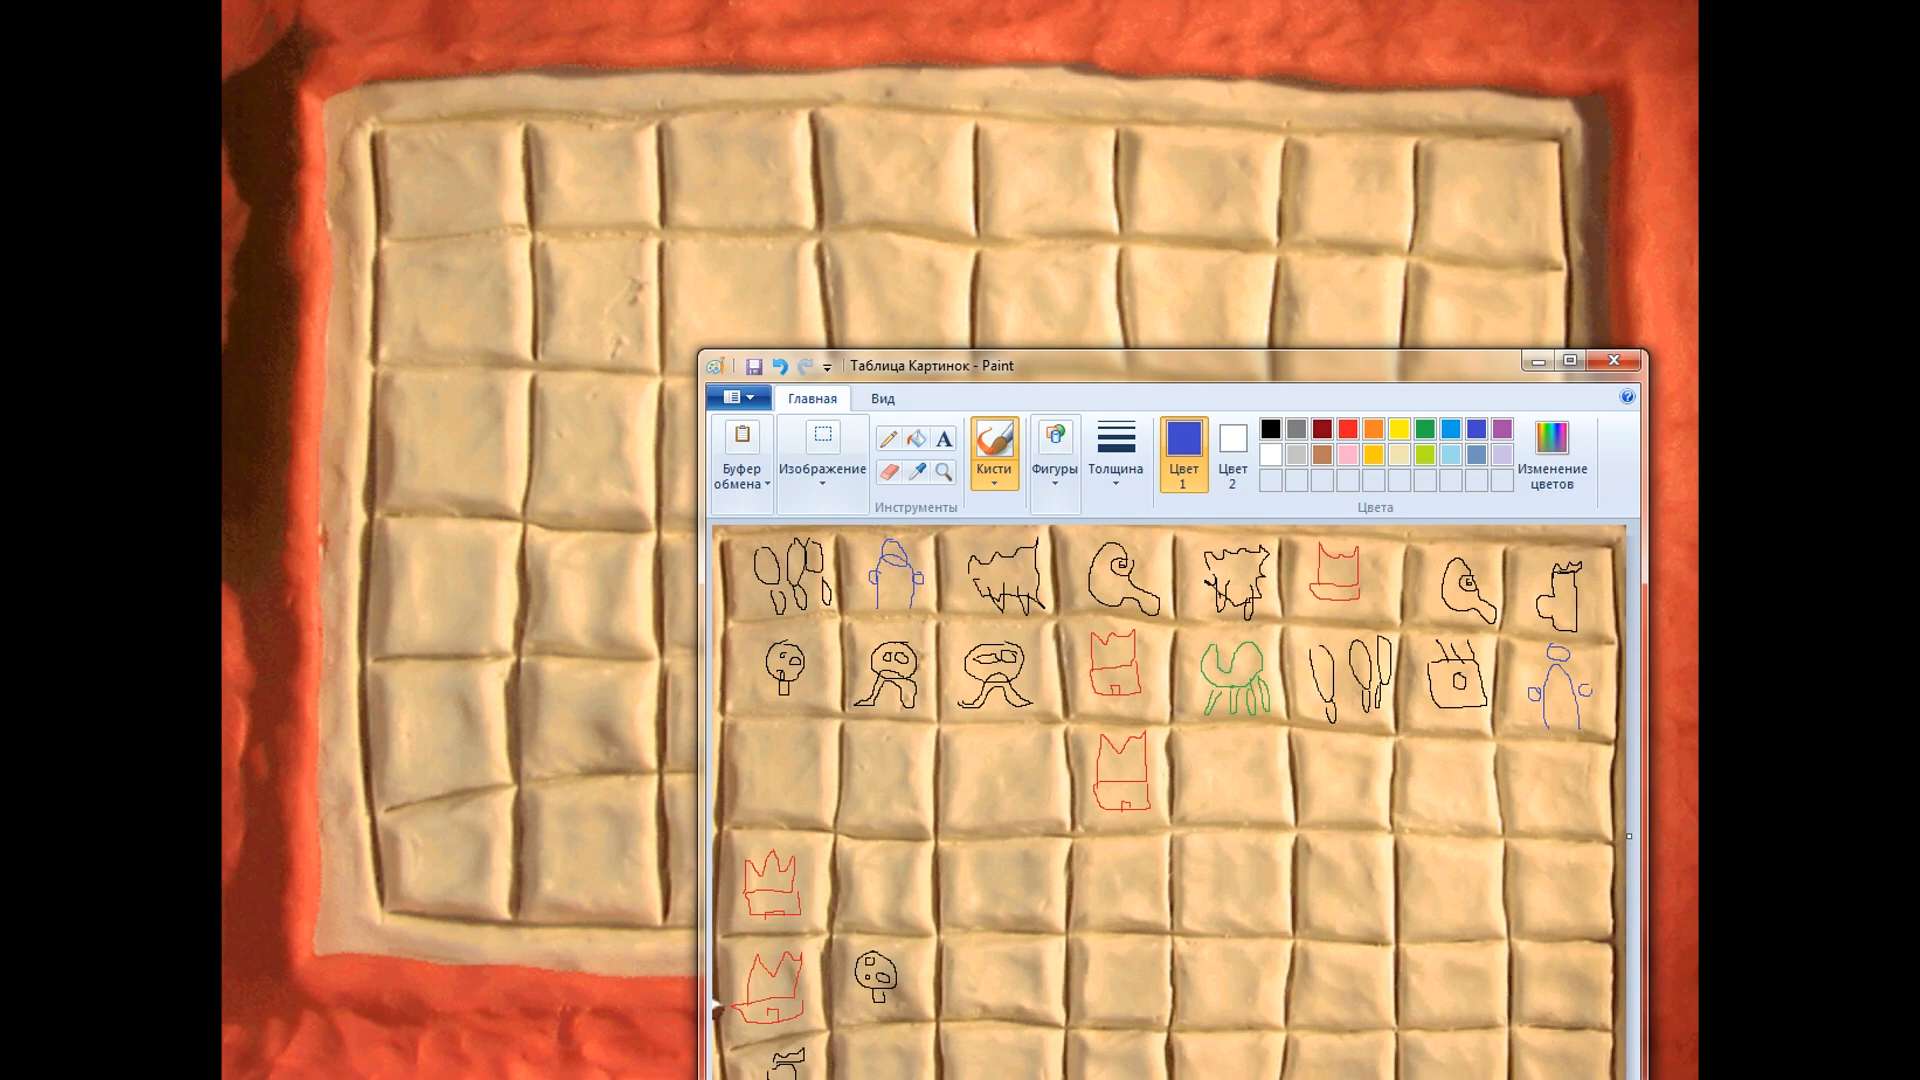 Таблица Картинок - Paint
Главная
Вид
Буфер обмена
Изображение
A
Инструменты
Кисти
Фигуры
Толщина
Цвет 1
Цвет 2
Изменение цветов
Цвета